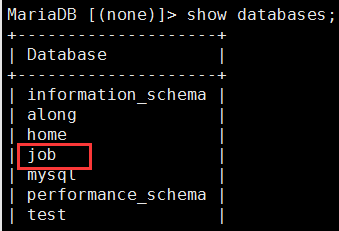 MariaDB [(none)]> show databases;
+--------------------+
| Database           |
+--------------------+
| information_schema |
| along              |
| home               |
| job                |
| mysql              |
| performance_schema |
| test               |